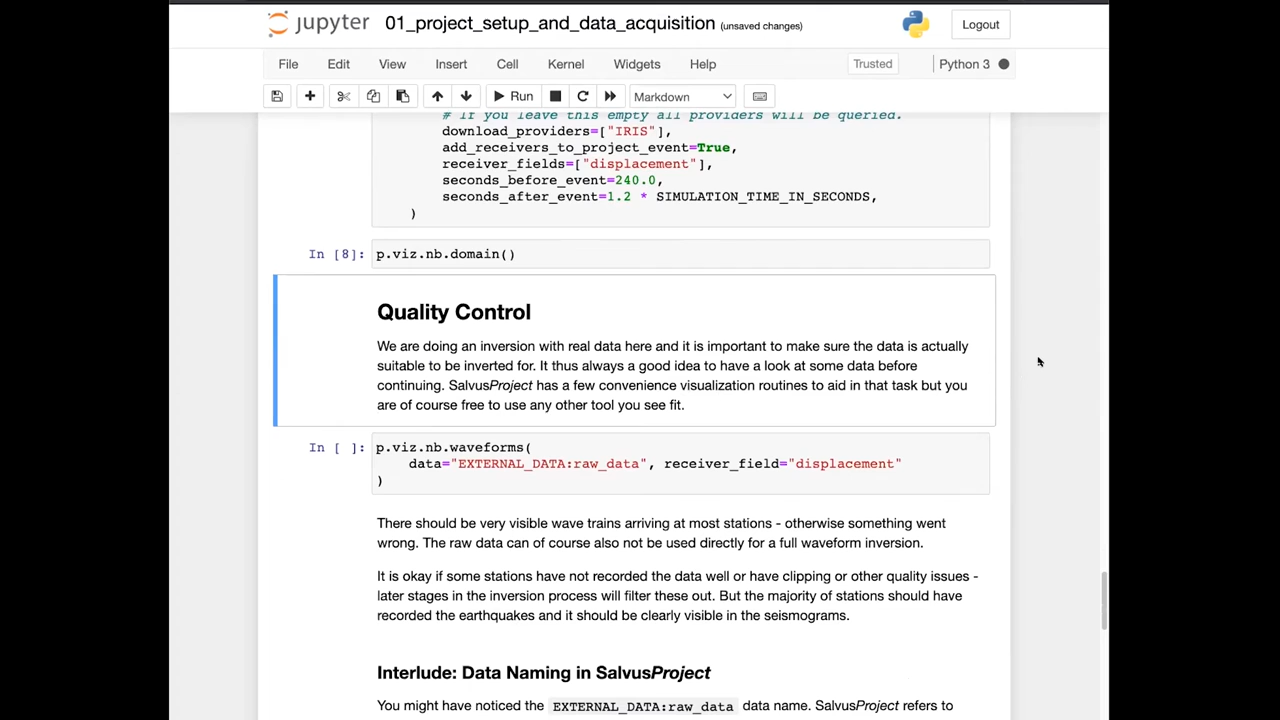 jupyter 01_project_setup_and_data_acquisition (unsaved changes) Logout
File Edit View Insert Cell Kernel Widgets Help Trusted Python 3
Run Markdown
# If you leave this empty all providers will be queried.
download_providers=["IRIS"],
add_receivers_to_project_event=True,
receiver_fields=["displacement"],
seconds_before_event=240.0,
seconds_after_event=1.2 * SIMULATION_TIME_IN_SECONDS,
)
In [8]: p.viz.nb.domain()
Quality Control
We are doing an inversion with real data here and it is important to make sure the data is actually
suitable to be inverted for. It thus always a good idea to have a look at some data before
continuing. SalvusProject has a few convenience visualization routines to aid in that task but you
are of course free to use any other tool you see fit.
In [ ]: p.viz.nb.waveforms(
data="EXTERNAL_DATA:raw_data", receiver_field="displacement"
)
There should be very visible wave trains arriving at most stations - otherwise something went
wrong. The raw data can of course also not be used directly for a full waveform inversion.
It is okay if some stations have not recorded the data well or have clipping or other quality issues -
later stages in the inversion process will filter these out. But the majority of stations should have
recorded the earthquakes and it should be clearly visible in the seismograms.
Interlude: Data Naming in SalvusProject
You might have noticed the EXTERNAL_DATA:raw_data data name. SalvusProject refers to